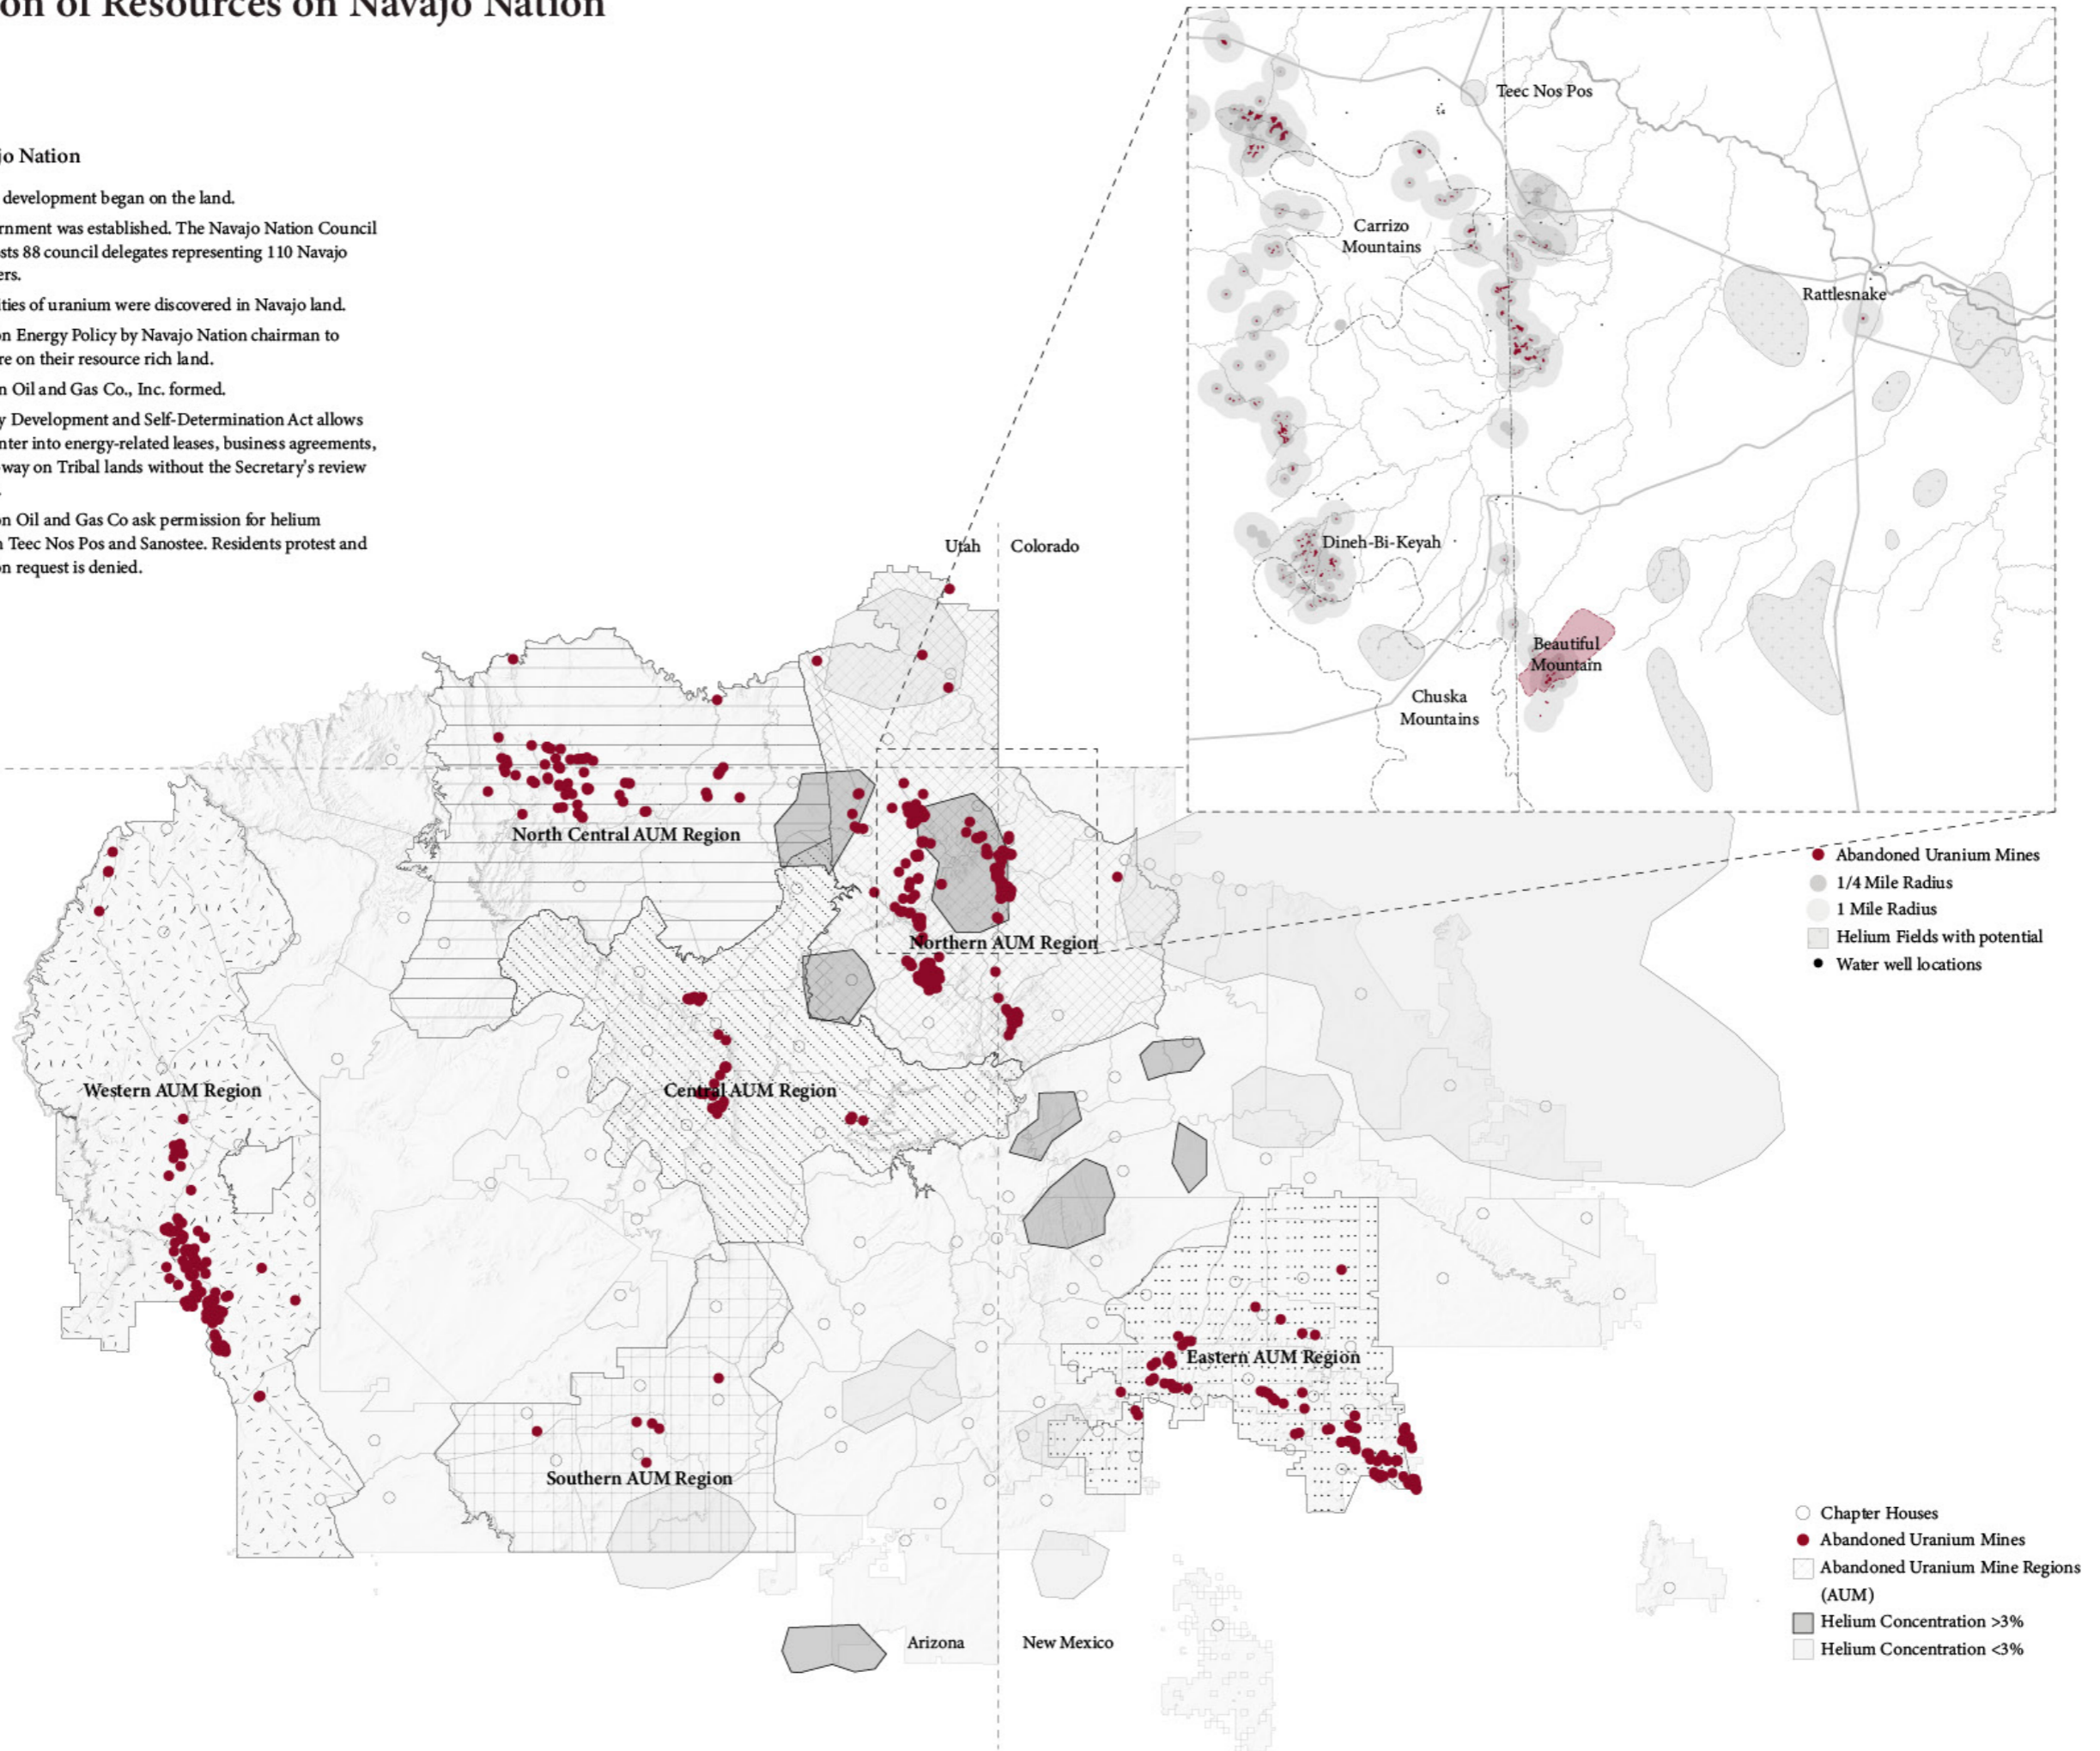 on of Resources on Navajo Nation
jo Nation
development began on the land.
rnment was established. The Navajo Nation Council
sts 88 council delegates representing 110 Navajo
ers.
ities of uranium were discovered in Navajo land.
on Energy Policy by Navajo Nation chairman to
re on their resource rich land.
n Oil and Gas Co., Inc. formed.
y Development and Self-Determination Act allows
nter into energy-related leases, business agreements,
way on Tribal lands without the Secretary's review
on Oil and Gas Co ask permission for helium
n Teec Nos Pos and Sanostee. Residents protest and
on request is denied.
Teec Nos Pos
Carrizo
Mountains
Rattlesnake
Dineh-Bi-Keyah
Beautiful
Mountain
Chuska
Mountains
Utah
Colorado
Abandoned Uranium Mines
1/4 Mile Radius
1 Mile Radius
Helium Fields with potential
Water well locations
North Central AUM Region
Northern AUM Region
Western AUM Region
Central AUM Region
Eastern AUM Region
Southern AUM Region
Arizona
New Mexico
Chapter Houses
Abandoned Uranium Mines
Abandoned Uranium Mine Regions
(AUM)
Helium Concentration >3%
Helium Concentration <3%